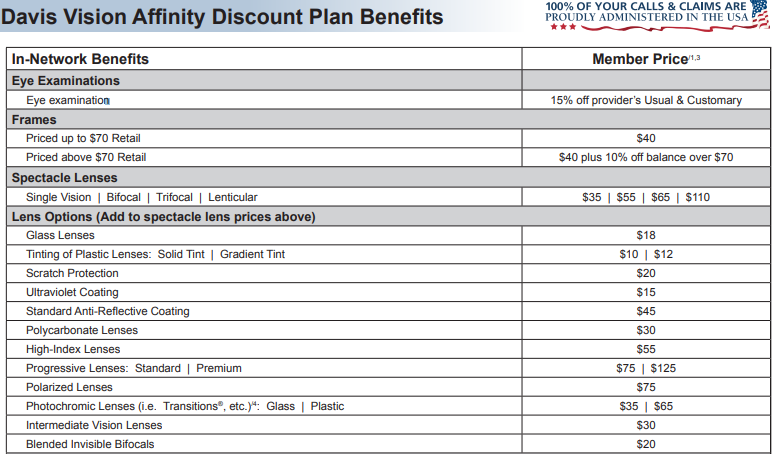 Davis Vision Affinity Discount Plan Benefits
100% OF YOUR CALLS & CLAIMS ARE
PROUDLY ADMINISTERED IN THE USA
In-Network Benefits Member Price/1,3
Eye Examinations
Eye examination 15% off provider's Usual & Customary
Frames
Priced up to $70 Retail $40
Priced above $70 Retail $40 plus 10% off balance over $70
Spectacle Lenses
Single Vision | Bifocal | Trifocal | Lenticular $35 | $55 | $65 | $110
Lens Options (Add to spectacle lens prices above)
Glass Lenses $18
Tinting of Plastic Lenses: Solid Tint | Gradient Tint $10 | $12
Scratch Protection $20
Ultraviolet Coating $15
Standard Anti-Reflective Coating $45
Polycarbonate Lenses $30
High-Index Lenses $55
Progressive Lenses: Standard | Premium $75 | $125
Polarized Lenses $75
Photochromic Lenses (i.e. Transitions®, etc.)/4: Glass | Plastic $35 | $65
Intermediate Vision Lenses $30
Blended Invisible Bifocals $20